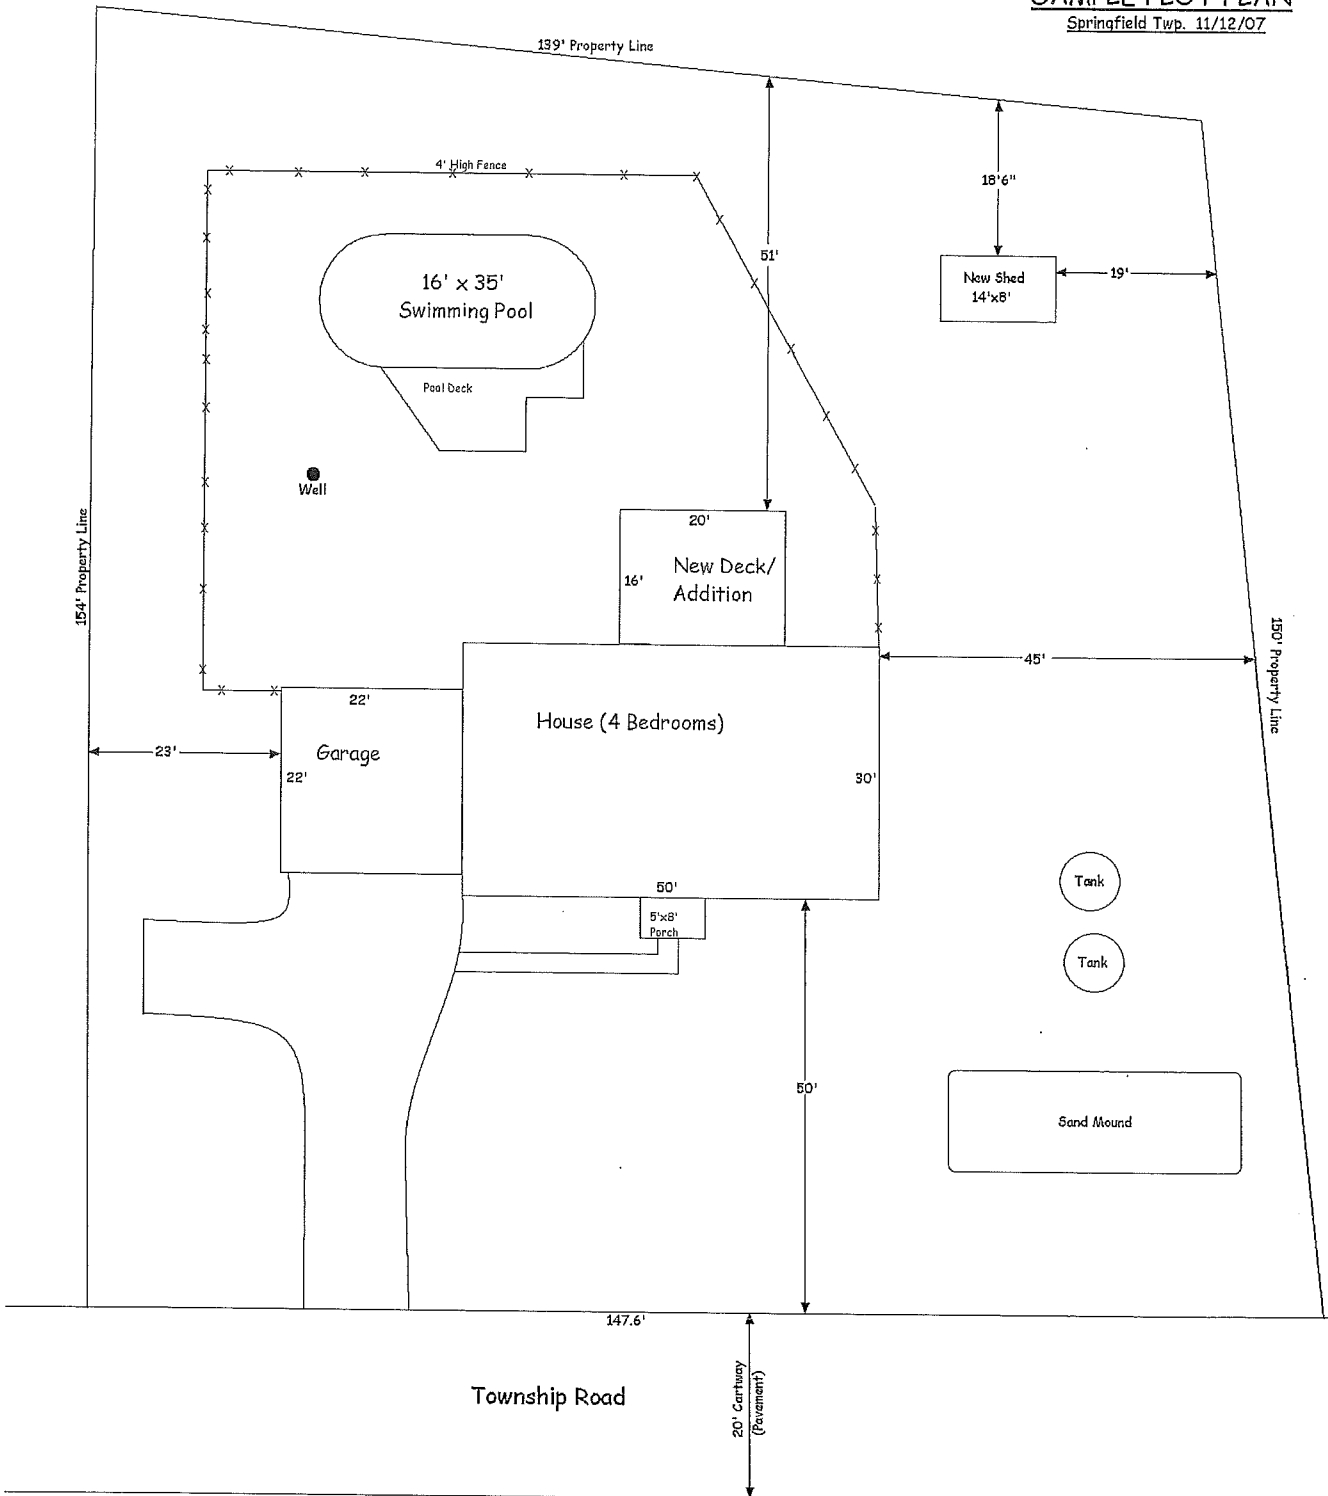 SAMPLE PLOT PLAN
Springfield Twp. 11/12/07
139' Property Line
4' High Fence
18'6"
51'
16' x 35'
Swimming Pool
New Shed
14'x8'
19'
Pool Deck
Well
154' Property Line
20'
16'
New Deck/
Addition
150' Property Line
45'
22'
House (4 Bedrooms)
23'
Garage
22'
30'
50'
Tank
5'x8'
Porch
Tank
50'
Sand Mound
147.6'
Township Road
20' Cartway
(Pavement)